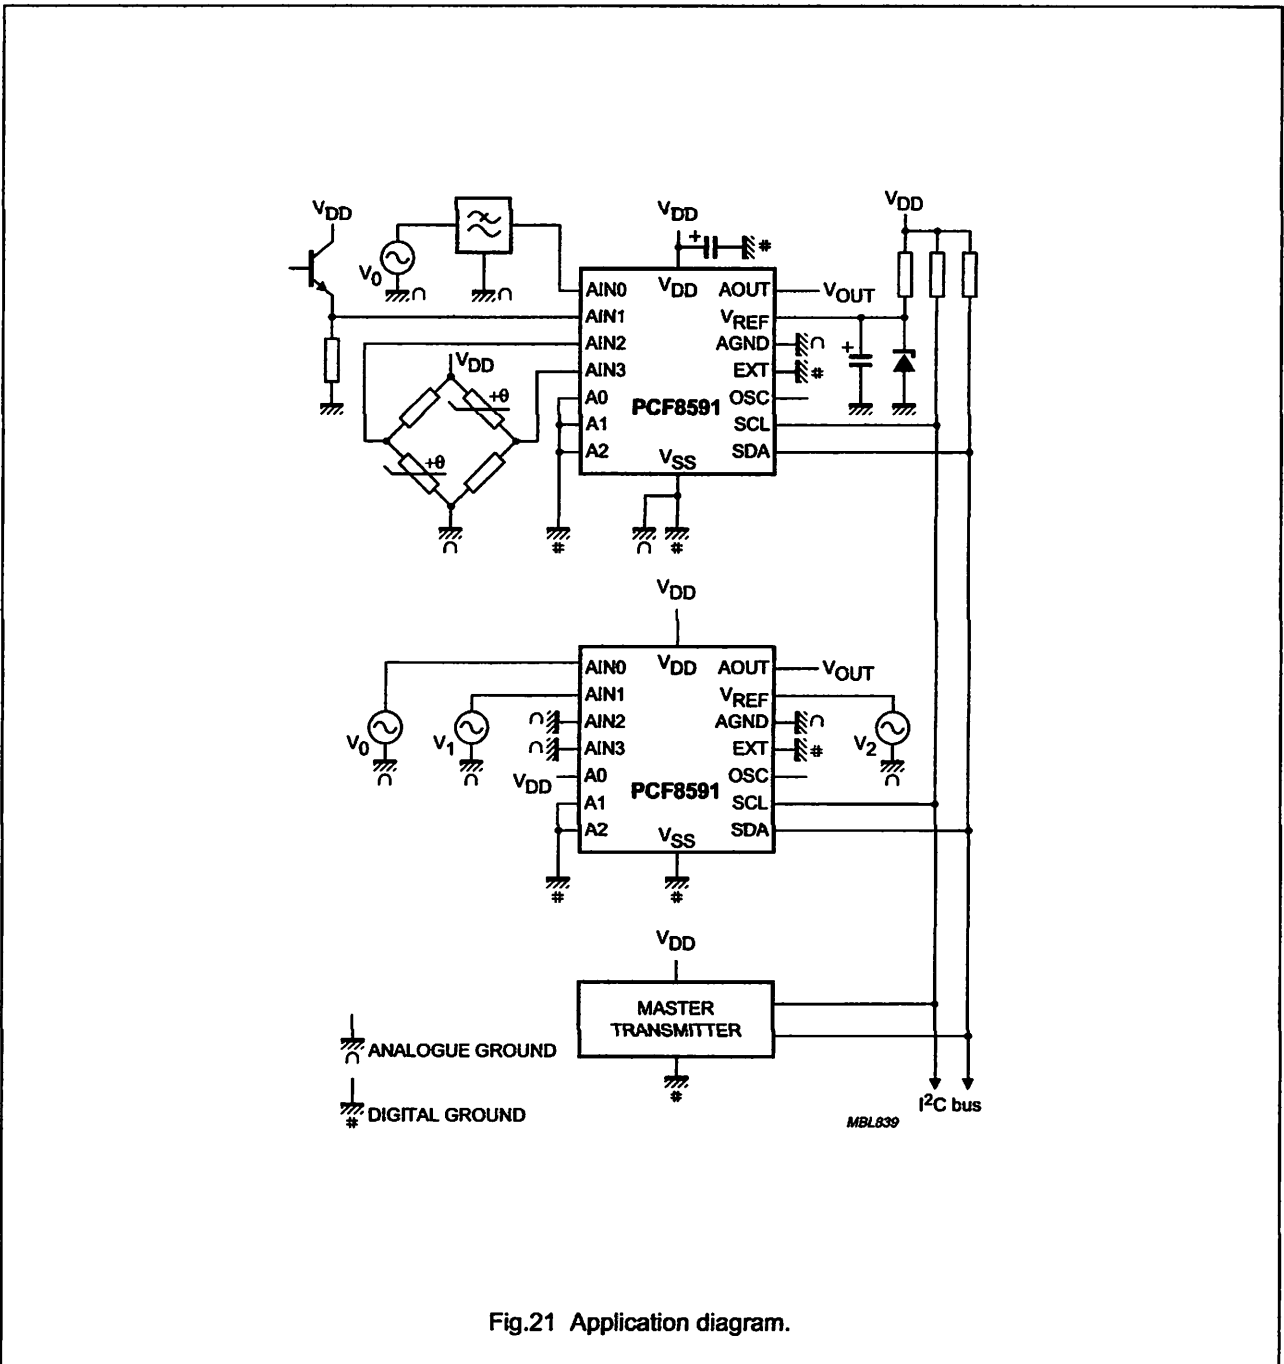 VDD
V0
VDD
#
VDD
AIN0
AIN1
AIN2
AIN3
A0
A1
A2
VDD
AOUT
VREF
AGND
EXT
OSC
SCL
SDA
PCF8591
VSS
VOUT
#
+
+
VDD
+θ
+θ
#
#
VDD
AIN0
AIN1
AIN2
AIN3
A0
A1
A2
VDD
AOUT
VREF
AGND
EXT
OSC
SCL
SDA
PCF8591
VSS
VOUT
#
V0
V1
V2
VDD
#
#
VDD
MASTER
TRANSMITTER
#
ANALOGUE GROUND
# DIGITAL GROUND
I2C bus
MBL839
Fig.21 Application diagram.